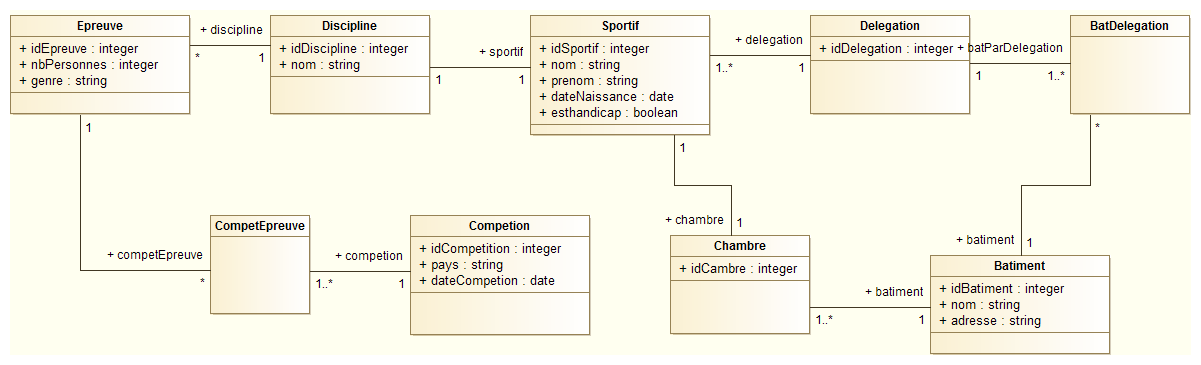 Epreuve
+ idEpreuve : integer
+ nbPersonnes : integer
+ genre : string
+ discipline
*
1
Discipline
+ idDiscipline : integer
+ nom : string
+ sportif
1
1
Sportif
+ idSportif : integer
+ nom : string
+ prenom : string
+ dateNaissance : date
+ esthandicap : boolean
+ delegation
1..*
1
Delegation
+ idDelegation : integer
+ batParDelegation
1
1..*
BatDelegation
1
+ competEpreuve
*
CompetEpreuve
+ competion
1..*
1
Competion
+ idCompetition : integer
+ pays : string
+ dateCompetion : date
1
+ chambre
1
Chambre
+ idCambre : integer
+ batiment
1..*
1
*
+ batiment
1
Batiment
+ idBatiment : integer
+ nom : string
+ adresse : string